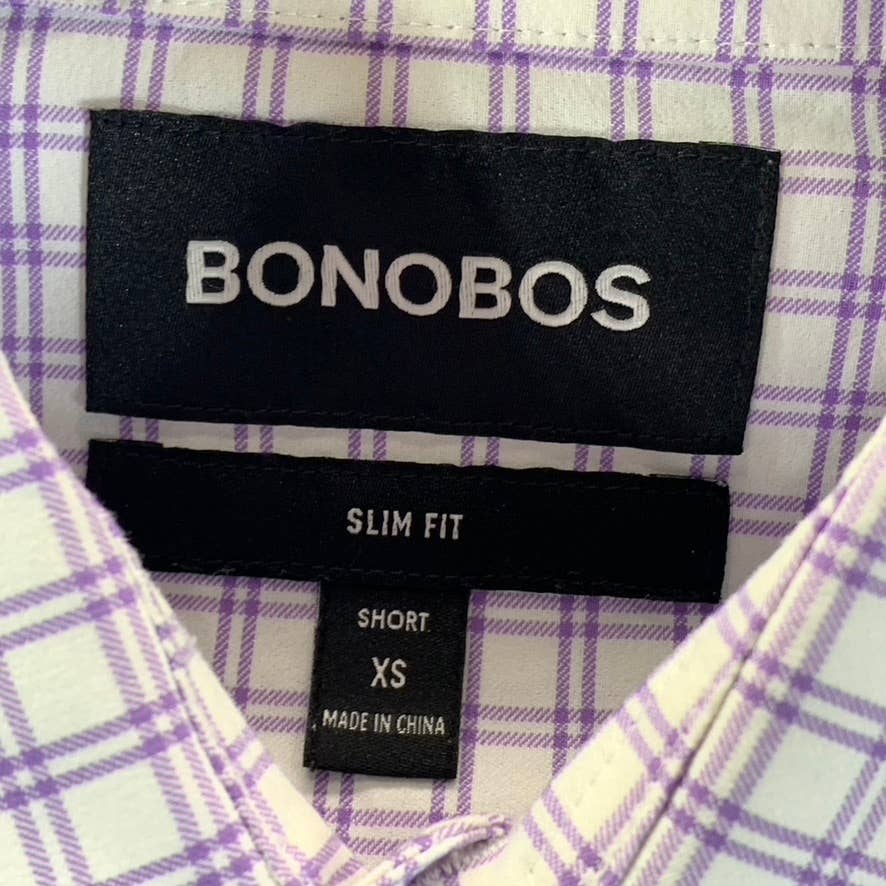 BONOBOS
SLIM FIT
SHORT
XS
MADE IN CHINA